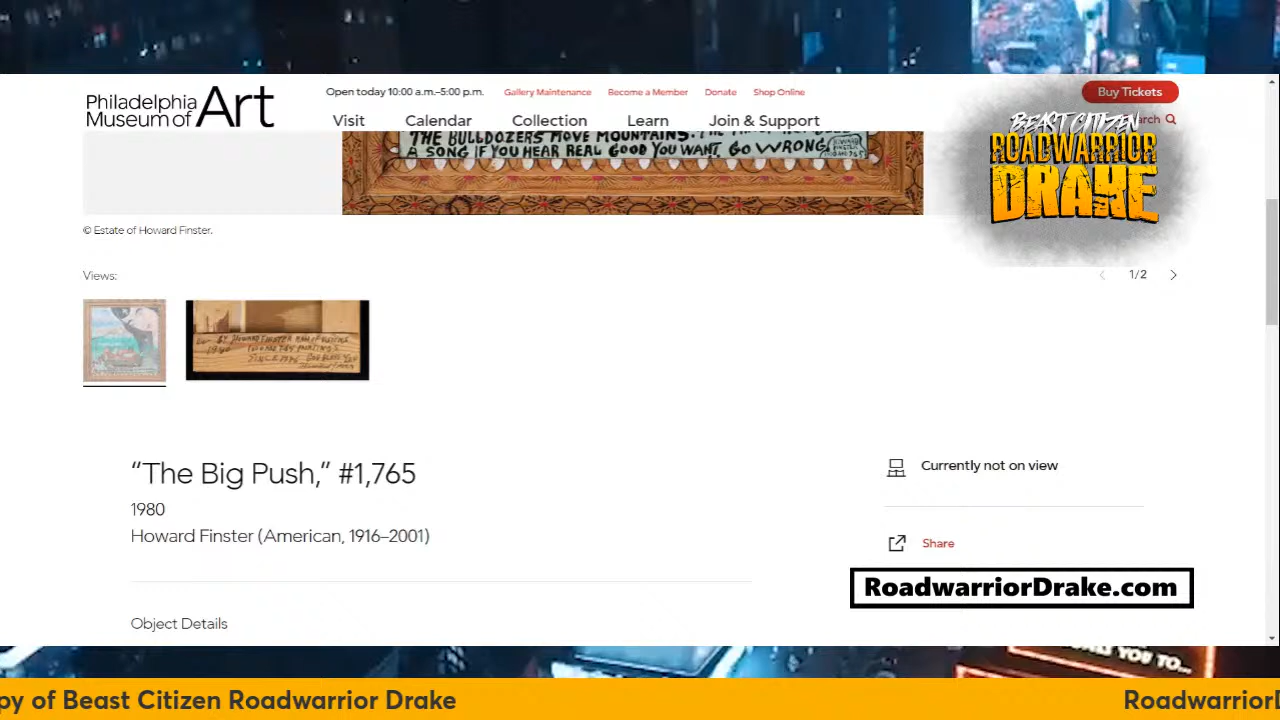 Philadelphia
Museum of Art
Open today 10:00 a.m.–5:00 p.m.
Gallery Maintenance
Become a Member
Donate
Shop Online
Buy Tickets
Visit
Calendar
Collection
Learn
Join & Support
BEAST CITIZEN
ROADWARRIOR
DRAKE
THE BULLDOZERS MOVE MOUNTAINS.
A SONG IF YOU HEAR REAL GOOD YOU WANT. GO WRONG
© Estate of Howard Finster.
Views:
1/2
“The Big Push,” #1,765
1980
Howard Finster (American, 1916–2001)
Currently not on view
Share
RoadwarriorDrake.com
Object Details
YOU TO...
py of Beast Citizen Roadwarrior Drake